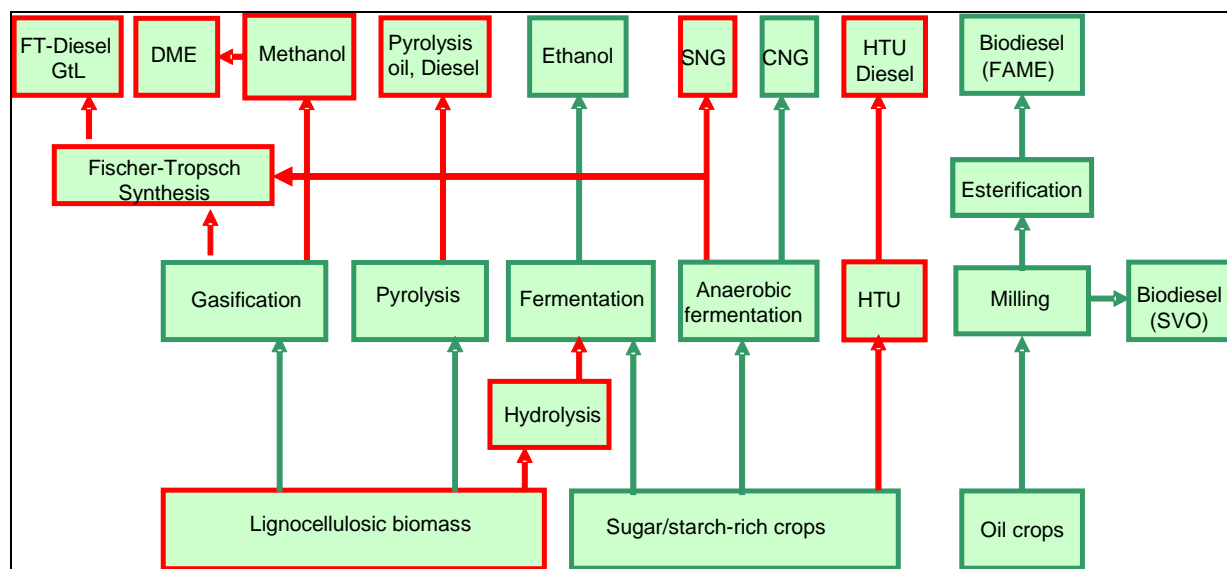 FT-Diesel
GtL
DME
Methanol
Pyrolysis
oil, Diesel
Ethanol
SNG
CNG
HTU
Diesel
Biodiesel
(FAME)
Fischer-Tropsch
Synthesis
Esterification
Gasification
Pyrolysis
Fermentation
Anaerobic
fermentation
HTU
Milling
Biodiesel
(SVO)
Hydrolysis
Lignocellulosic biomass
Sugar/starch-rich crops
Oil crops